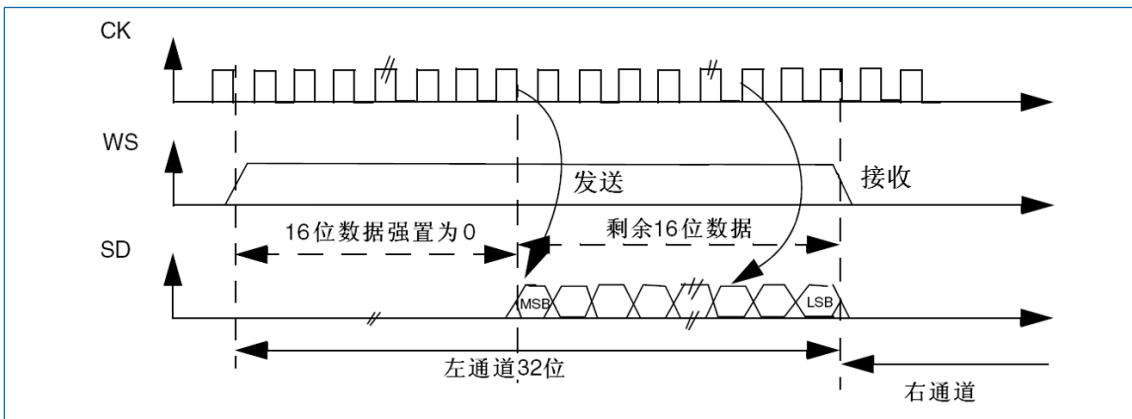 CK
WS
发送
接收
16位数据强置为0
剩余16位数据
SD
MSB
LSB
左通道32位
右通道